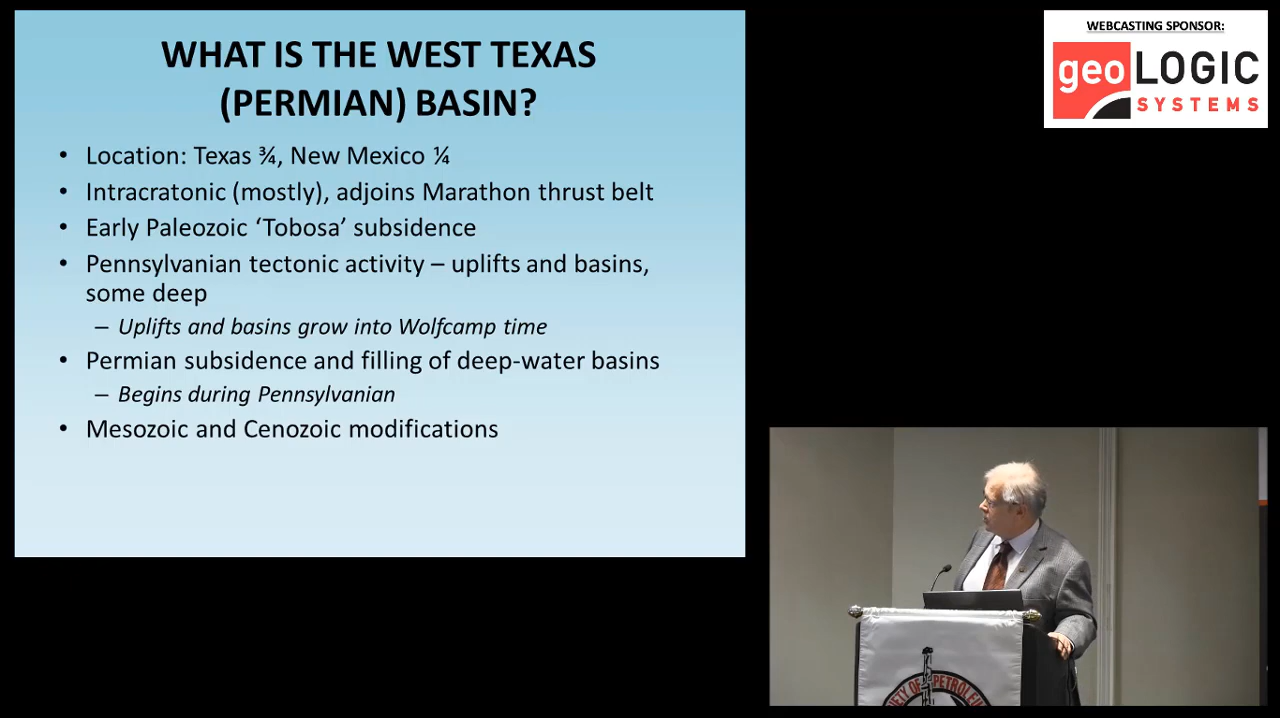 WHAT IS THE WEST TEXAS
(PERMIAN) BASIN?
• Location: Texas ¾, New Mexico ¼
• Intracratonic (mostly), adjoins Marathon thrust belt
• Early Paleozoic ‘Tobosa’ subsidence
• Pennsylvanian tectonic activity – uplifts and basins,
some deep
– Uplifts and basins grow into Wolfcamp time
• Permian subsidence and filling of deep-water basins
– Begins during Pennsylvanian
• Mesozoic and Cenozoic modifications
WEBCASTING SPONSOR:
geoLOGIC
SYSTEMS
OF PETROLEU